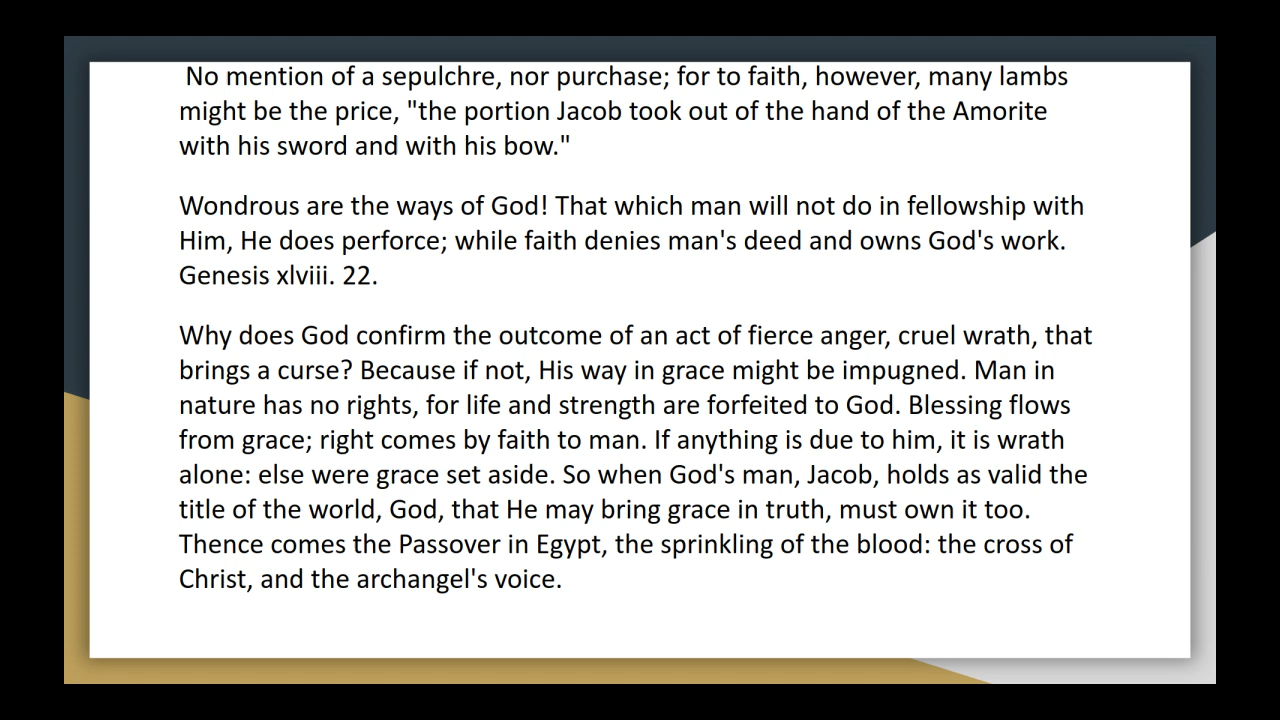 No mention of a sepulchre, nor purchase; for to faith, however, many lambs
might be the price, "the portion Jacob took out of the hand of the Amorite
with his sword and with his bow."
Wondrous are the ways of God! That which man will not do in fellowship with
Him, He does perforce; while faith denies man's deed and owns God's work.
Genesis xlviii. 22.
Why does God confirm the outcome of an act of fierce anger, cruel wrath, that
brings a curse? Because if not, His way in grace might be impugned. Man in
nature has no rights, for life and strength are forfeited to God. Blessing flows
from grace; right comes by faith to man. If anything is due to him, it is wrath
alone: else were grace set aside. So when God's man, Jacob, holds as valid the
title of the world, God, that He may bring grace in truth, must own it too.
Thence comes the Passover in Egypt, the sprinkling of the blood: the cross of
Christ, and the archangel's voice.